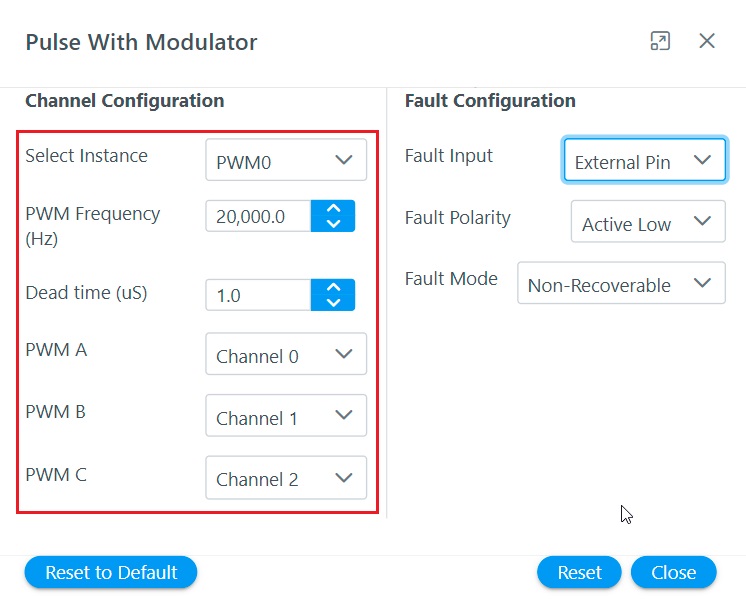 Pulse With Modulator
Channel Configuration
Select Instance
PWM0
PWM Frequency
(Hz)
20,000.0
Dead time (uS)
1.0
PWM A
Channel 0
PWM B
Channel 1
PWM C
Channel 2
Fault Configuration
Fault Input
External Pin
Fault Polarity
Active Low
Fault Mode
Non-Recoverable
Reset to Default
Reset
Close